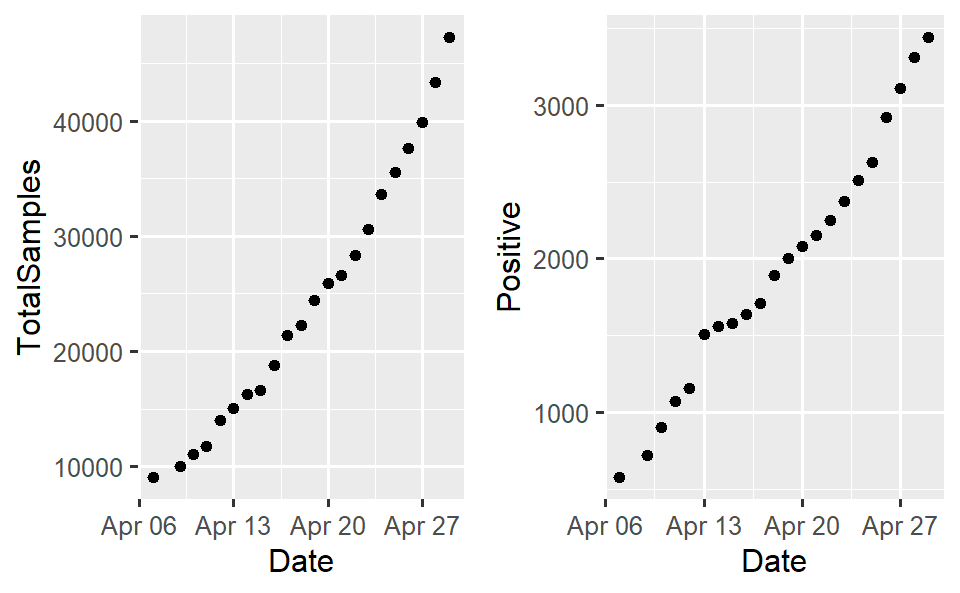 TotalSamples
40000
30000
20000
10000
Apr 06 Apr 13 Apr 20 Apr 27
Date
Positive
3000
2000
1000
Apr 06 Apr 13 Apr 20 Apr 27
Date